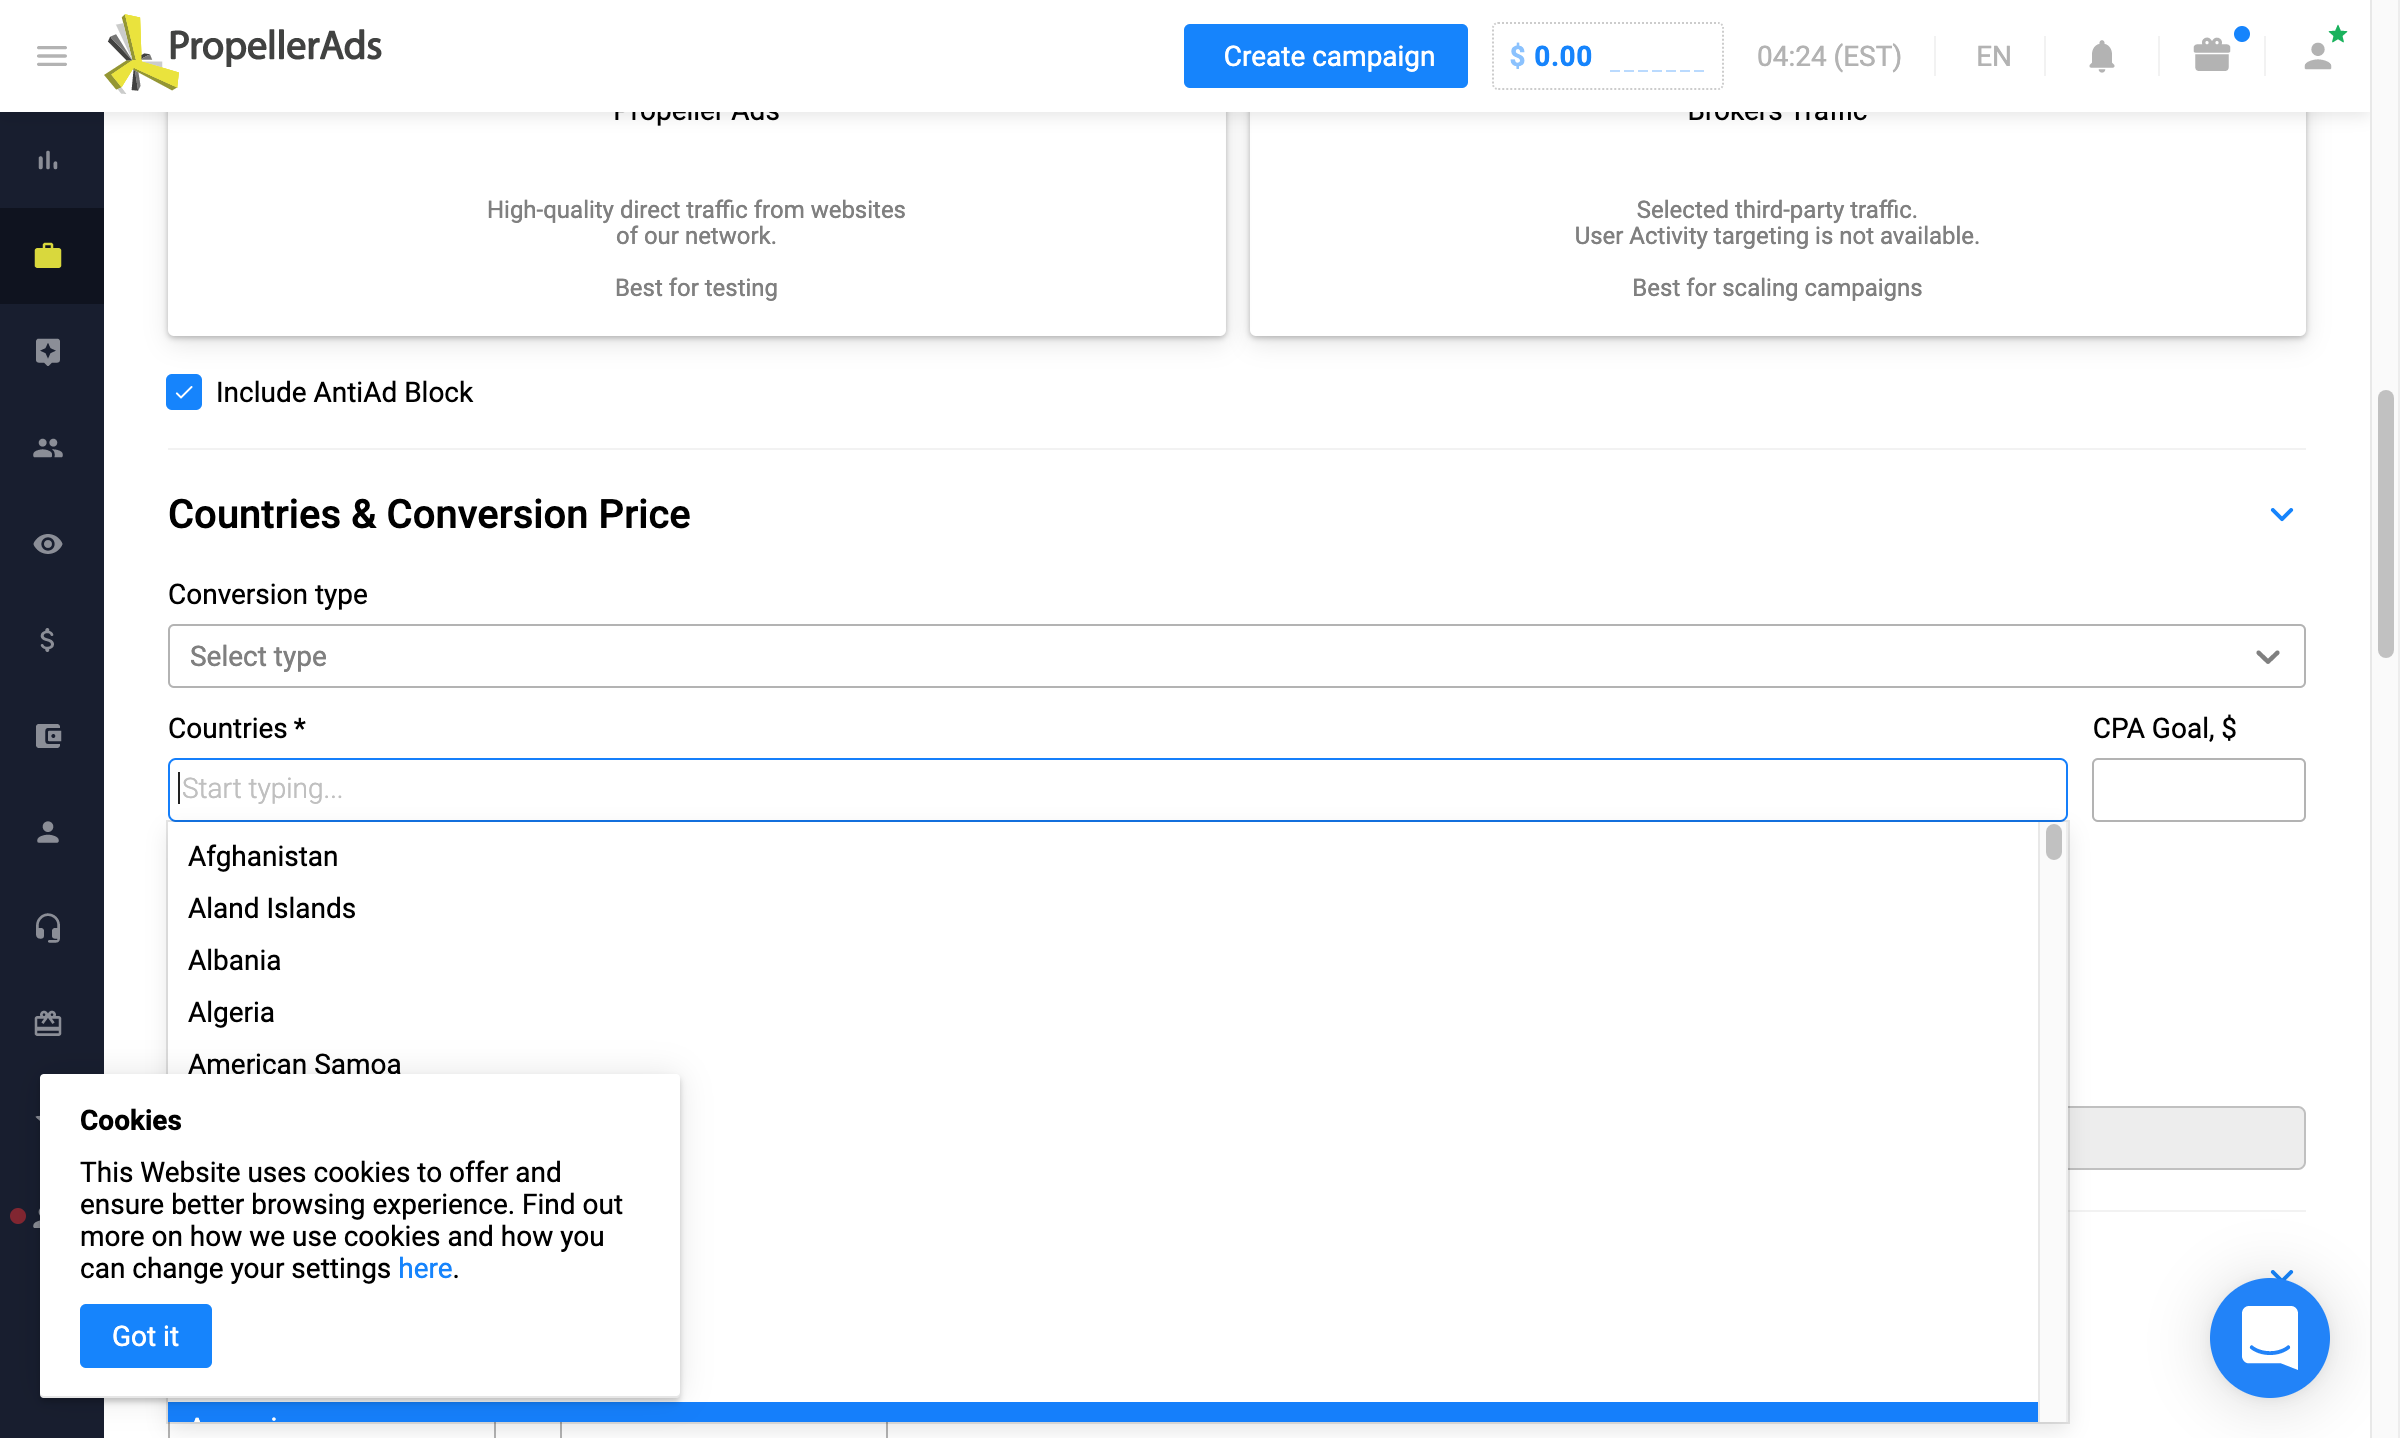 PropellerAds
Create campaign
$ 0.00
04:24 (EST)
EN
Propeller Ads
High-quality direct traffic from websites
of our network.
Best for testing
Brokers Traffic
Selected third-party traffic.
User Activity targeting is not available.
Best for scaling campaigns
Include AntiAd Block
Countries & Conversion Price
Conversion type
Select type
Countries *
CPA Goal, $
Start typing...
Afghanistan
Aland Islands
Albania
Algeria
American Samoa
Cookies
This Website uses cookies to offer and
ensure better browsing experience. Find out
more on how we use cookies and how you
can change your settings here.
Got it